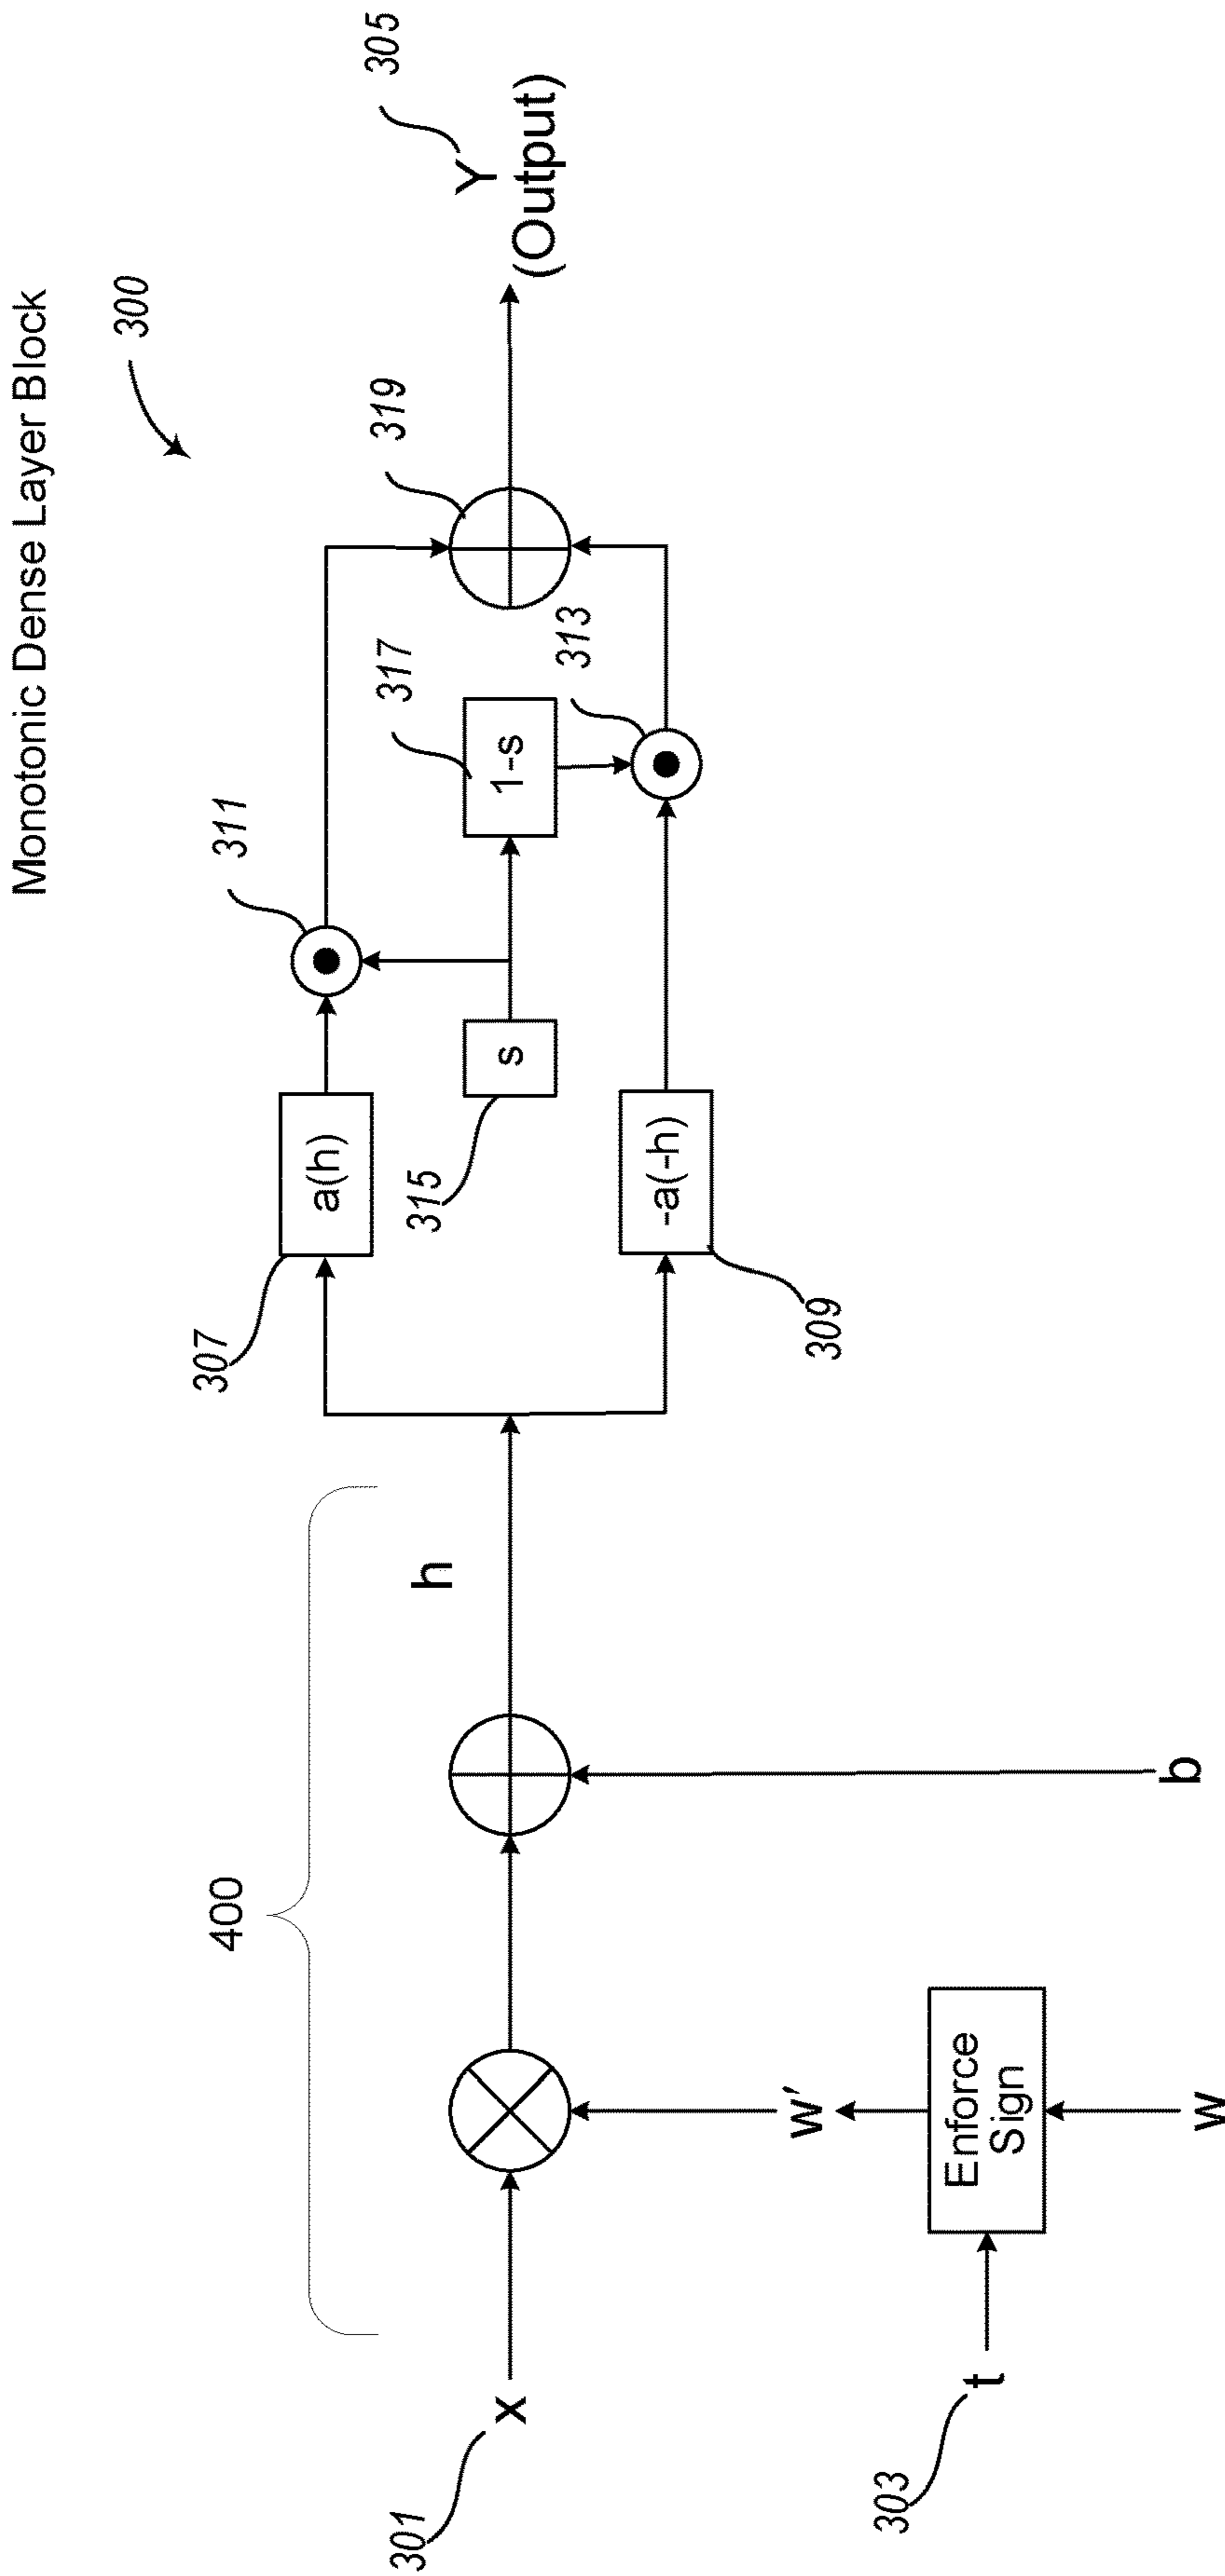 Monotonic Dense Layer Block
300
400
301
x
h
307
a(h)
311
315
s
317
1-s
319
305
Y
(Output)
309
-a(-h)
313
303
t
w'
Enforce
Sign
w
b